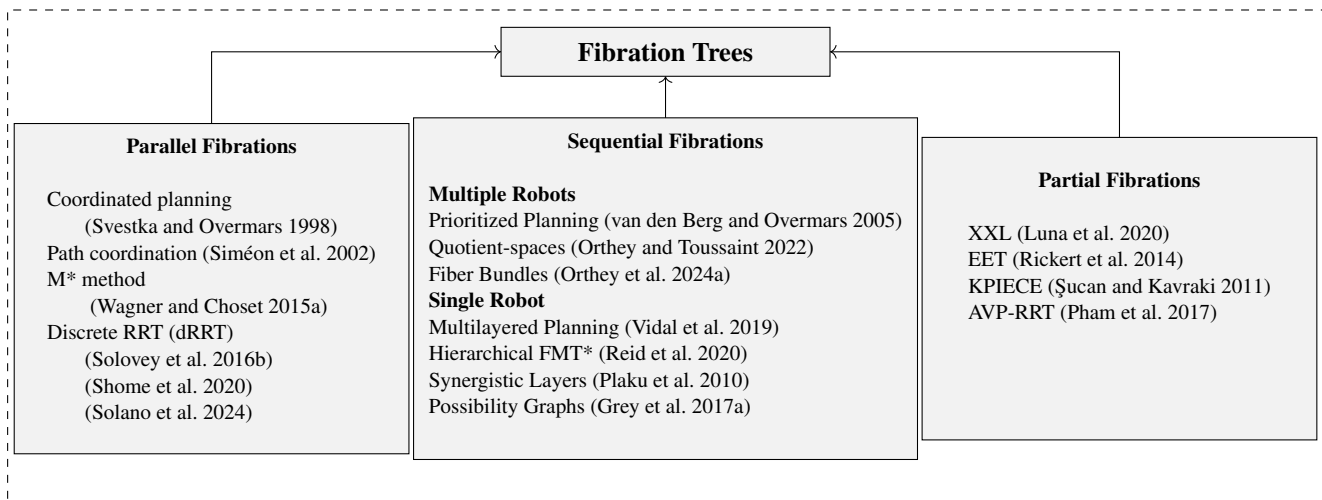 Fibration Trees
Parallel Fibrations
Coordinated planning
(Svestka and Overmars 1998)
Path coordination (Siméon et al. 2002)
M* method
(Wagner and Choset 2015a)
Discrete RRT (dRRT)
(Solovey et al. 2016b)
(Shome et al. 2020)
(Solano et al. 2024)
Sequential Fibrations
Multiple Robots
Prioritized Planning (van den Berg and Overmars 2005)
Quotient-spaces (Orthey and Toussaint 2022)
Fiber Bundles (Orthey et al. 2024a)
Single Robot
Multilayered Planning (Vidal et al. 2019)
Hierarchical FMT* (Reid et al. 2020)
Synergistic Layers (Plaku et al. 2010)
Possibility Graphs (Grey et al. 2017a)
Partial Fibrations
XXL (Luna et al. 2020)
EET (Rickert et al. 2014)
KPIECE (Şucan and Kavraki 2011)
AVP-RRT (Pham et al. 2017)